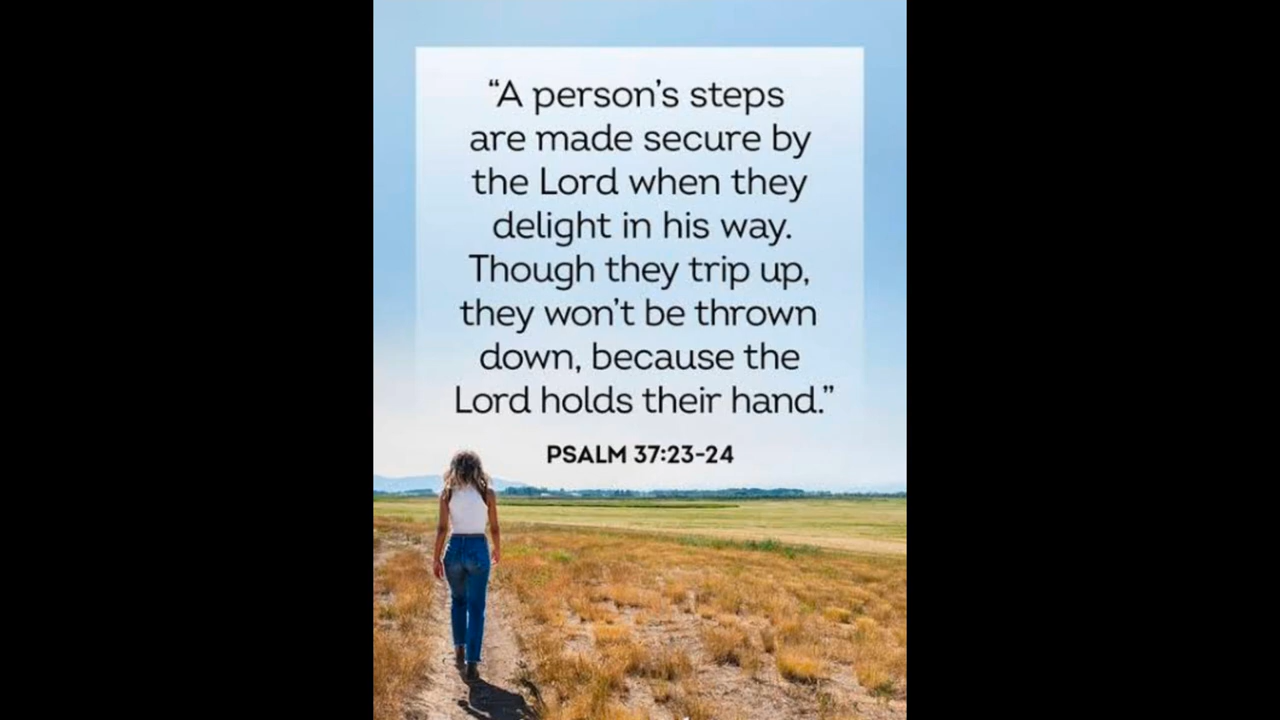 “A person’s steps
are made secure by
the Lord when they
delight in his way.
Though they trip up,
they won’t be thrown
down, because the
Lord holds their hand.”
PSALM 37:23-24